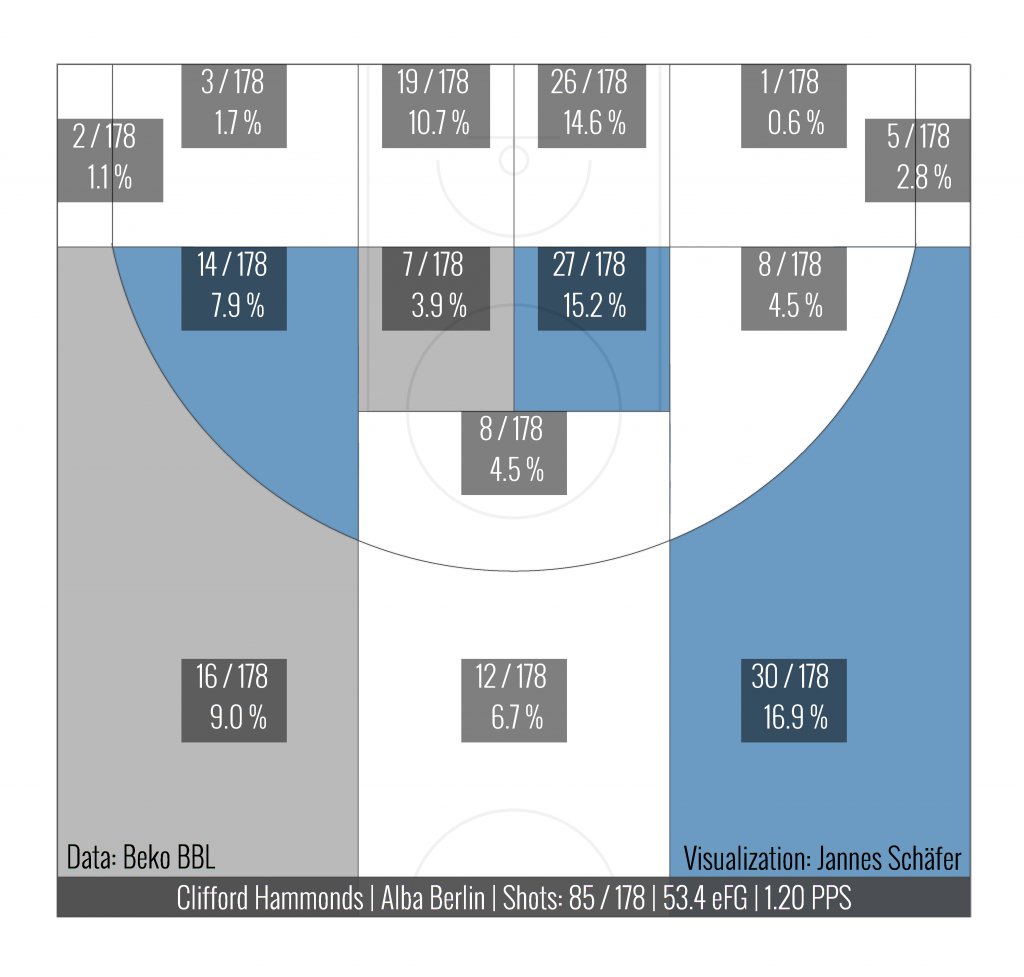 3 / 178
1.7 %
19 / 178
10.7 %
26 / 178
14.6 %
1 / 178
0.6 %
2 / 178
1.1 %
5 / 178
2.8 %
14 / 178
7.9 %
7 / 178
3.9 %
27 / 178
15.2 %
8 / 178
4.5 %
8 / 178
4.5 %
16 / 178
9.0 %
12 / 178
6.7 %
30 / 178
16.9 %
Data: Beko BBL
Visualization: Jannes Schäfer
Clifford Hammonds | Alba Berlin | Shots: 85 / 178 | 53.4 eFG | 1.20 PPS